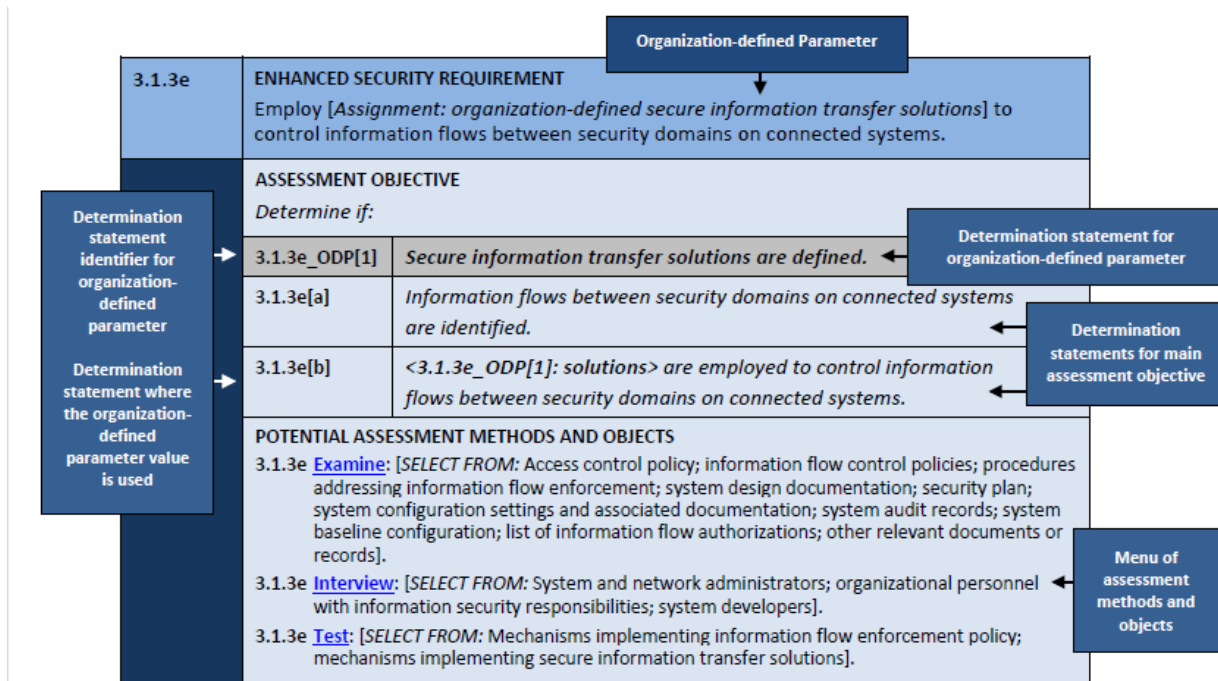 Organization-defined Parameter
3.1.3e
ENHANCED SECURITY REQUIREMENT
Employ [Assignment: organization-defined secure information transfer solutions] to
control information flows between security domains on connected systems.
ASSESSMENT OBJECTIVE
Determine if:
Determination
statement
identifier for
organization-
defined
parameter
3.1.3e_ODP[1]
Secure information transfer solutions are defined.
Determination statement for
organization-defined parameter
3.1.3e[a]
Information flows between security domains on connected systems
are identified.
Determination
statements for main
assessment objective
Determination
statement where
the organization-
defined
parameter value
is used
3.1.3e[b]
<3.1.3e_ODP[1]: solutions> are employed to control information
flows between security domains on connected systems.
POTENTIAL ASSESSMENT METHODS AND OBJECTS
3.1.3e Examine: [SELECT FROM: Access control policy; information flow control policies; procedures
addressing information flow enforcement; system design documentation; security plan;
system configuration settings and associated documentation; system audit records; system
baseline configuration; list of information flow authorizations; other relevant documents or
records].
3.1.3e Interview: [SELECT FROM: System and network administrators; organizational personnel
with information security responsibilities; system developers].
3.1.3e Test: [SELECT FROM: Mechanisms implementing information flow enforcement policy;
mechanisms implementing secure information transfer solutions].
Menu of
assessment
methods and
objects